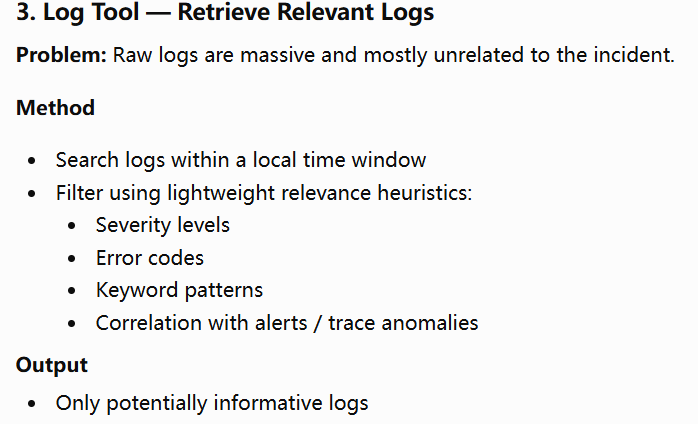 3. Log Tool — Retrieve Relevant Logs
Problem: Raw logs are massive and mostly unrelated to the incident.
Method
• Search logs within a local time window
• Filter using lightweight relevance heuristics:
• Severity levels
• Error codes
• Keyword patterns
• Correlation with alerts / trace anomalies
Output
• Only potentially informative logs